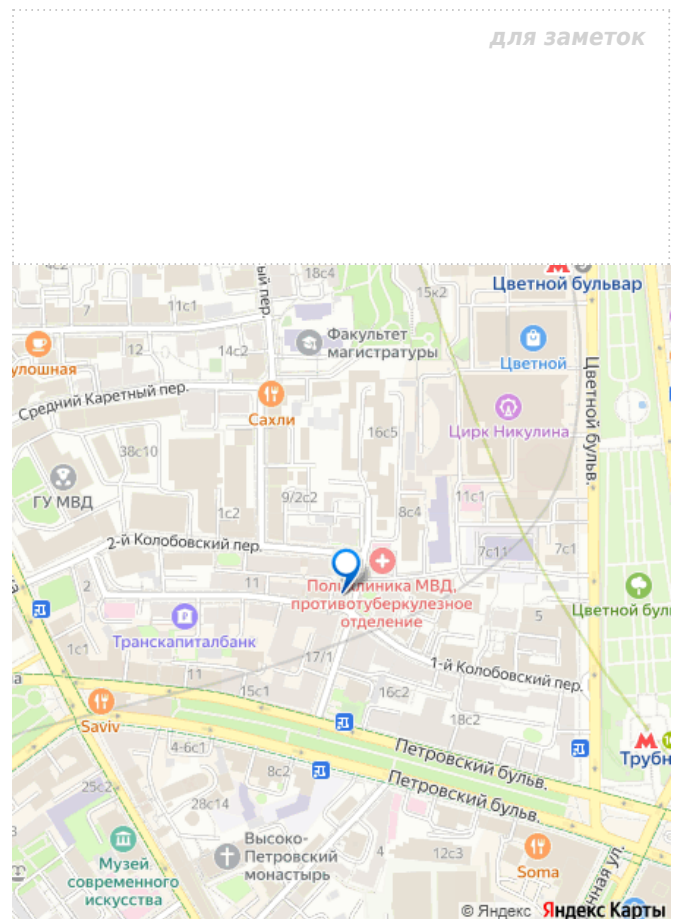 для заметок
4с2
ый пер.
18с4
Цветной бульвар
15к2
7
11с1
12
14с2
улошная
Факультет
магистратуры
Цветной
Средний Каретный пер.
Сахли
Цветной бульв.
16с5
Цирк Никулина
38с10
ГУ МВД
9/2с2
1с2
8с4
11с1
2-й Колобовский пер.
7с11
7с1
2
11
Поликлиника МВД,
противотуберкулезное
отделение
Цветной бул
5
Транскапиталбанк
1с1
17/1
1-й Колобовский пер.
11
15с1
16с2
18с2
Saviv
4-6с1
Петровский бульв.
Трубн
8с2
Петровский бульв.
25с2
28с14
Музей
современного
искусства
Высоко-
Петровский
монастырь
4
12с3
Soma
нная ул.
© Яндекс Яндекс Карты